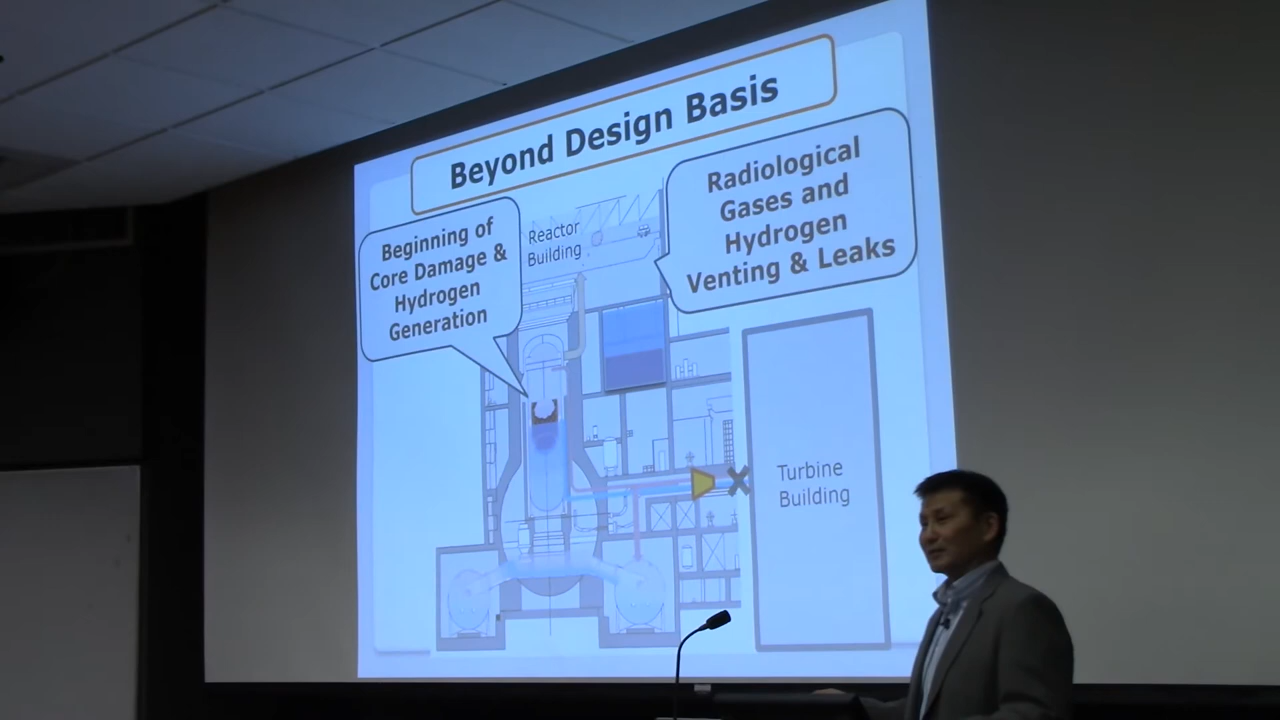 Beyond Design Basis
Beginning of
Core Damage &
Hydrogen
Generation
Reactor
Building
Radiological
Gases and
Hydrogen
Venting & Leaks
Turbine
Building